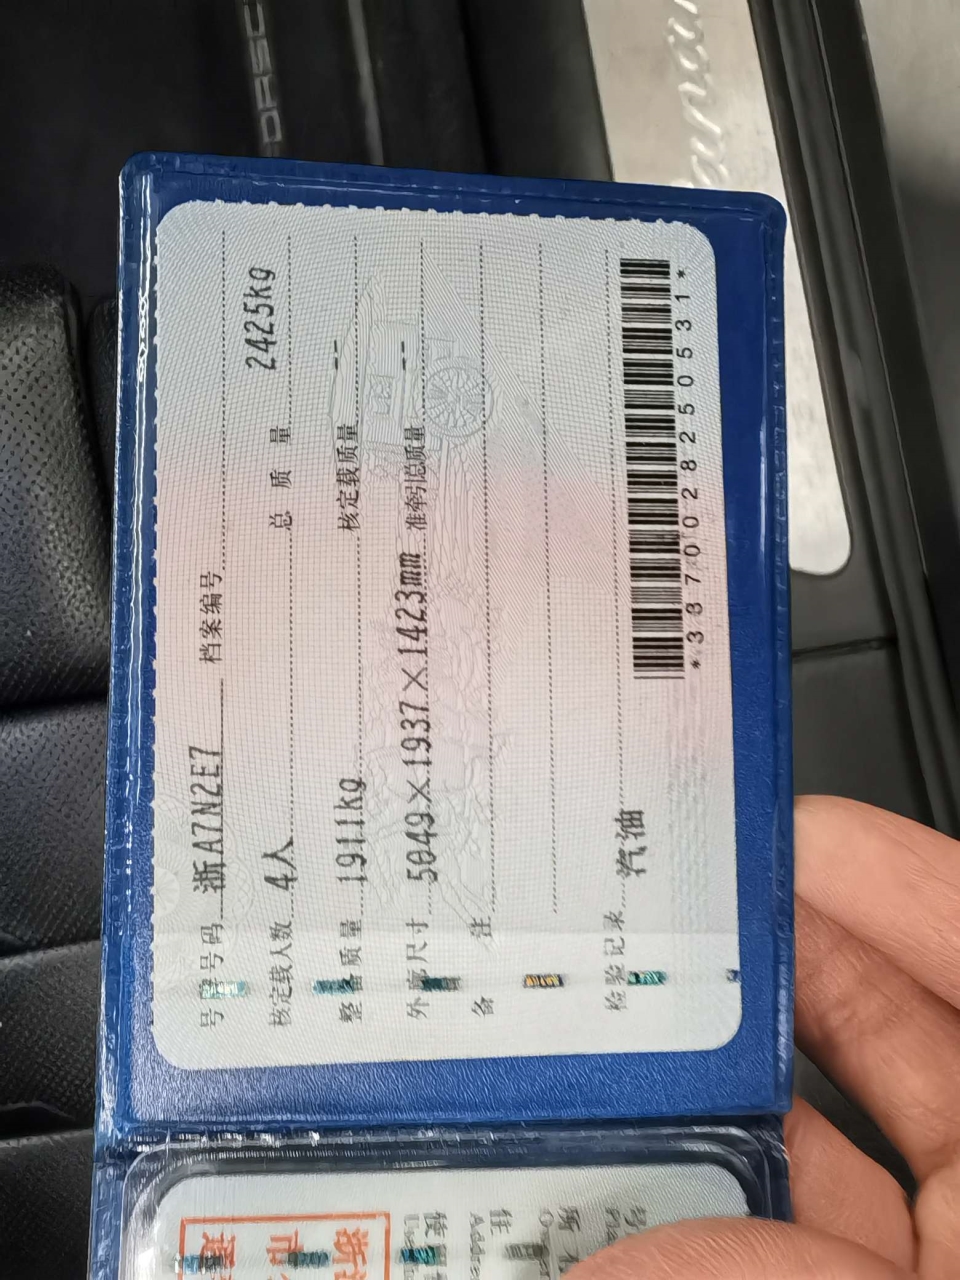 号牌号码 浙A7N2E7 档案编号
核定载人数 4人 总质量 2425kg
整备质量 1911kg 核定载质量 --
外廓尺寸 5049×1937×1423mm 准牵引总质量 --
备注
检验记录 汽油
*3370028250531*